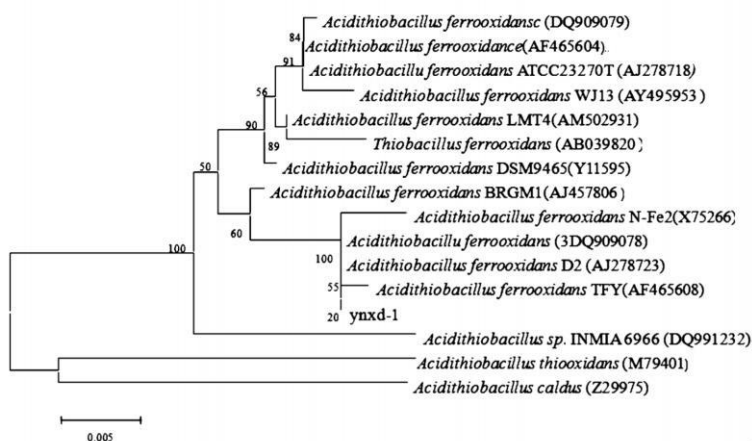 Acidithiobacillus ferrooxidansc (DQ909079)
84
Acidithiobacillus ferrooxidance(AF465604)
91
Acidithiobacillu ferrooxidans ATCC23270T (AJ278718)
56
Acidithiobacillus ferrooxidans WJ13 (AY495953)
Acidithiobacillus ferrooxidans LMT4(AM502931)
90
89
Thiobacillus ferrooxidans (AB039820)
50
Acidithiobacillus ferrooxidans DSM9465(Y11595)
Acidithiobacillus ferrooxidans BRGM1(AJ457806)
Acidithiobacillus ferrooxidans N-Fe2(X75266)
60
Acidithiobacillu ferrooxidans (3DQ909078)
100
100
Acidithiobacillus ferrooxidans D2 (AJ278723)
55
Acidithiobacillus ferrooxidans TFY(AF465608)
20
ynxd-1
Acidithiobacillus sp. INMIA 6966 (DQ991232)
Acidithiobacillus thiooxidans (M79401)
Acidithiobacillus caldus (Z29975)
0.005